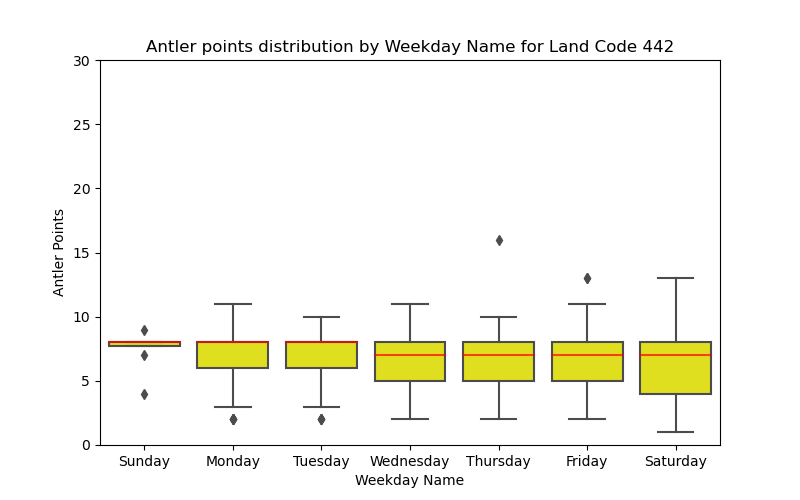 Antler points distribution by Weekday Name for Land Code 442
30
25
20
15
10
5
0
Antler Points
Sunday Monday Tuesday Wednesday Thursday Friday Saturday
Weekday Name